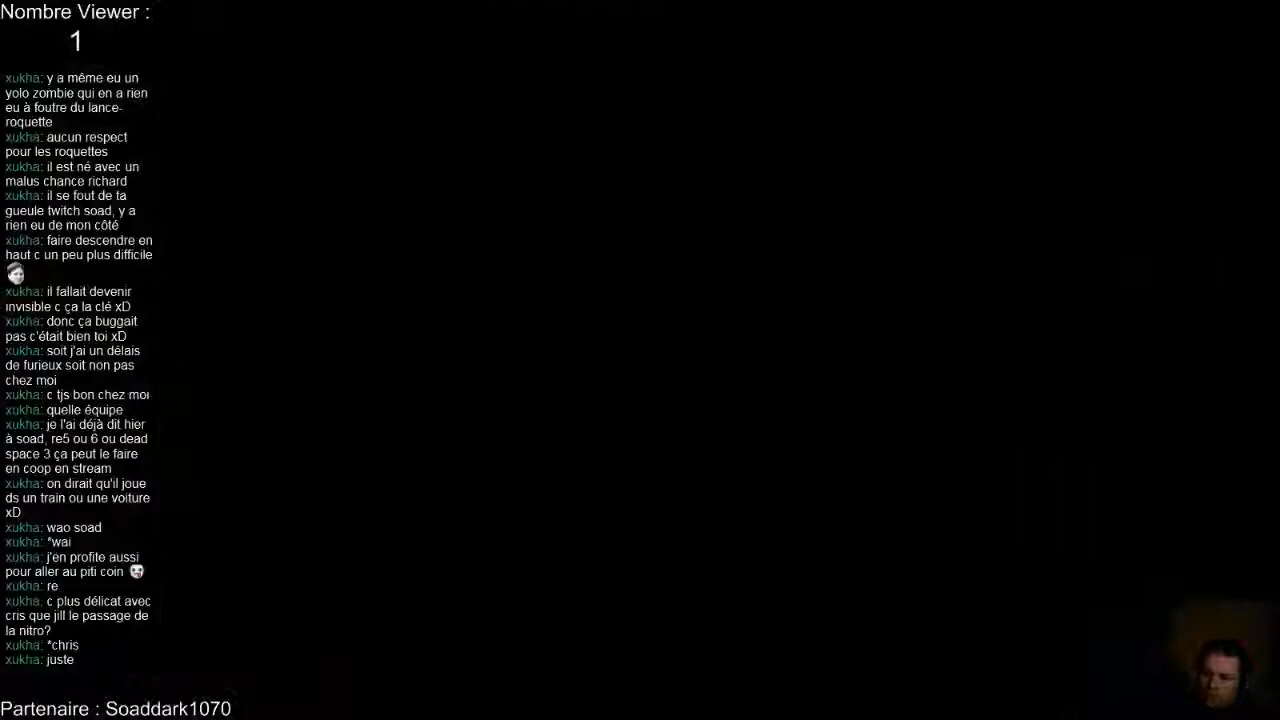 Nombre Viewer :
1
xukha: y a même eu un
yolo zombie qui en a rien
eu à foutre du lance-
roquette
xukha: aucun respect
pour les roquettes
xukha: il est né avec un
malus chance richard
xukha: il se fout de ta
gueule twitch soad, y a
rien eu de mon côté
xukha: faire descendre en
haut c un peu plus difficile
xukha: il fallait devenir
invisible c ça la clé xD
xukha: donc ça buggait
pas c'était bien toi xD
xukha: soit j'ai un délais
de furieux soit non pas
chez moi
xukha: c tjs bon chez moi
xukha: quelle équipe
xukha: je l'ai déjà dit hier
à soad, re5 ou 6 ou dead
space 3 ça peut le faire
en coop en stream
xukha: on dirait qu'il joue
ds un train ou une voiture
xD
xukha: wao soad
xukha: *wai
xukha: j'en profite aussi
pour aller au piti coin
xukha: re
xukha: c plus délicat avec
cris que jill le passage de
la nitro?
xukha: *chris
xukha: juste
Partenaire : Soaddark1070